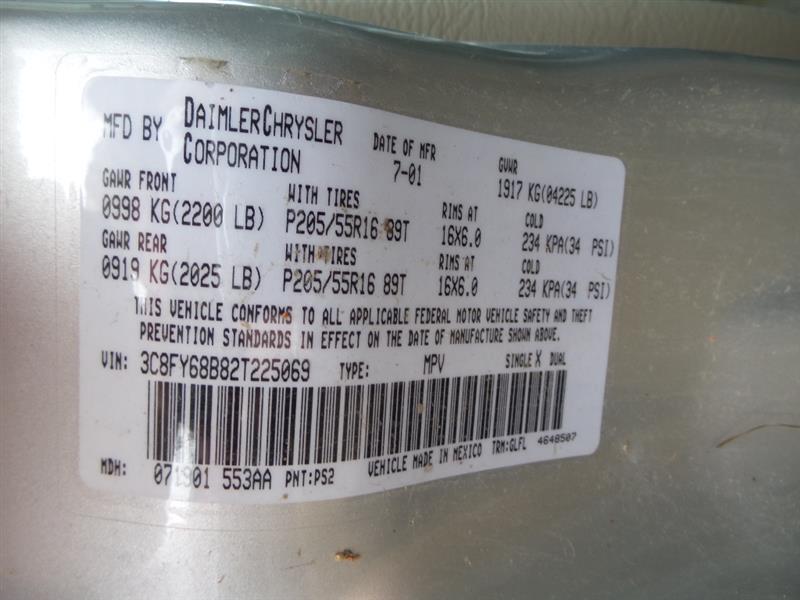 MFD BY DAIMLERCHRYSLER CORPORATION DATE OF MFR 7-01 GVWR 1917 KG(04225 LB)
GAWR FRONT WITH TIRES RIMS AT COLD
0998 KG(2200 LB) P205/55R16 89T 16X6.0 234 KPA(34 PSI)
GAWR REAR WITH TIRES RIMS AT COLD
0919 KG(2025 LB) P205/55R16 89T 16X6.0 234 KPA(34 PSI)
THIS VEHICLE CONFORMS TO ALL APPLICABLE FEDERAL MOTOR VEHICLE SAFETY AND THEFT
PREVENTION STANDARDS IN EFFECT ON THE DATE OF MANUFACTURE SHOWN ABOVE.
VIN: 3C8FY68B82T225069 TYPE: MPV SINGLE X DUAL
MDH: 071901 553AA PNT:PS2 VEHICLE MADE IN MEXICO TRM:GLFL 4648507